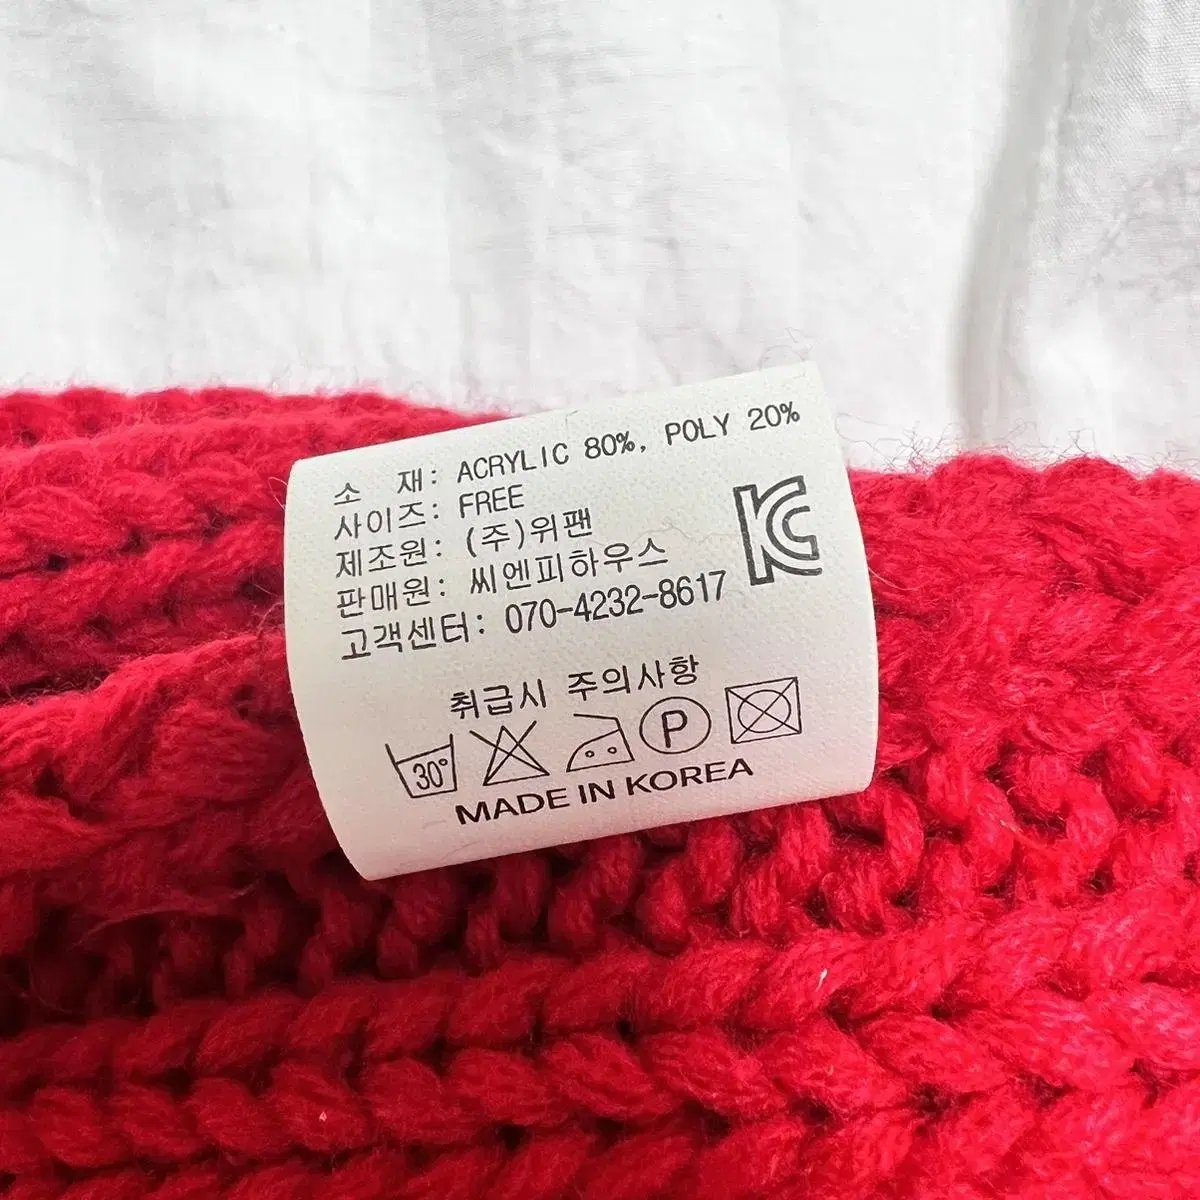 소 재: ACRYLIC 80%, POLY 20%
사이즈: FREE
제조원: (주)위팬
판매원: 씨엔피하우스
고객센터: 070-4232-8617
KC
취급시 주의사항
30° P
MADE IN KOREA